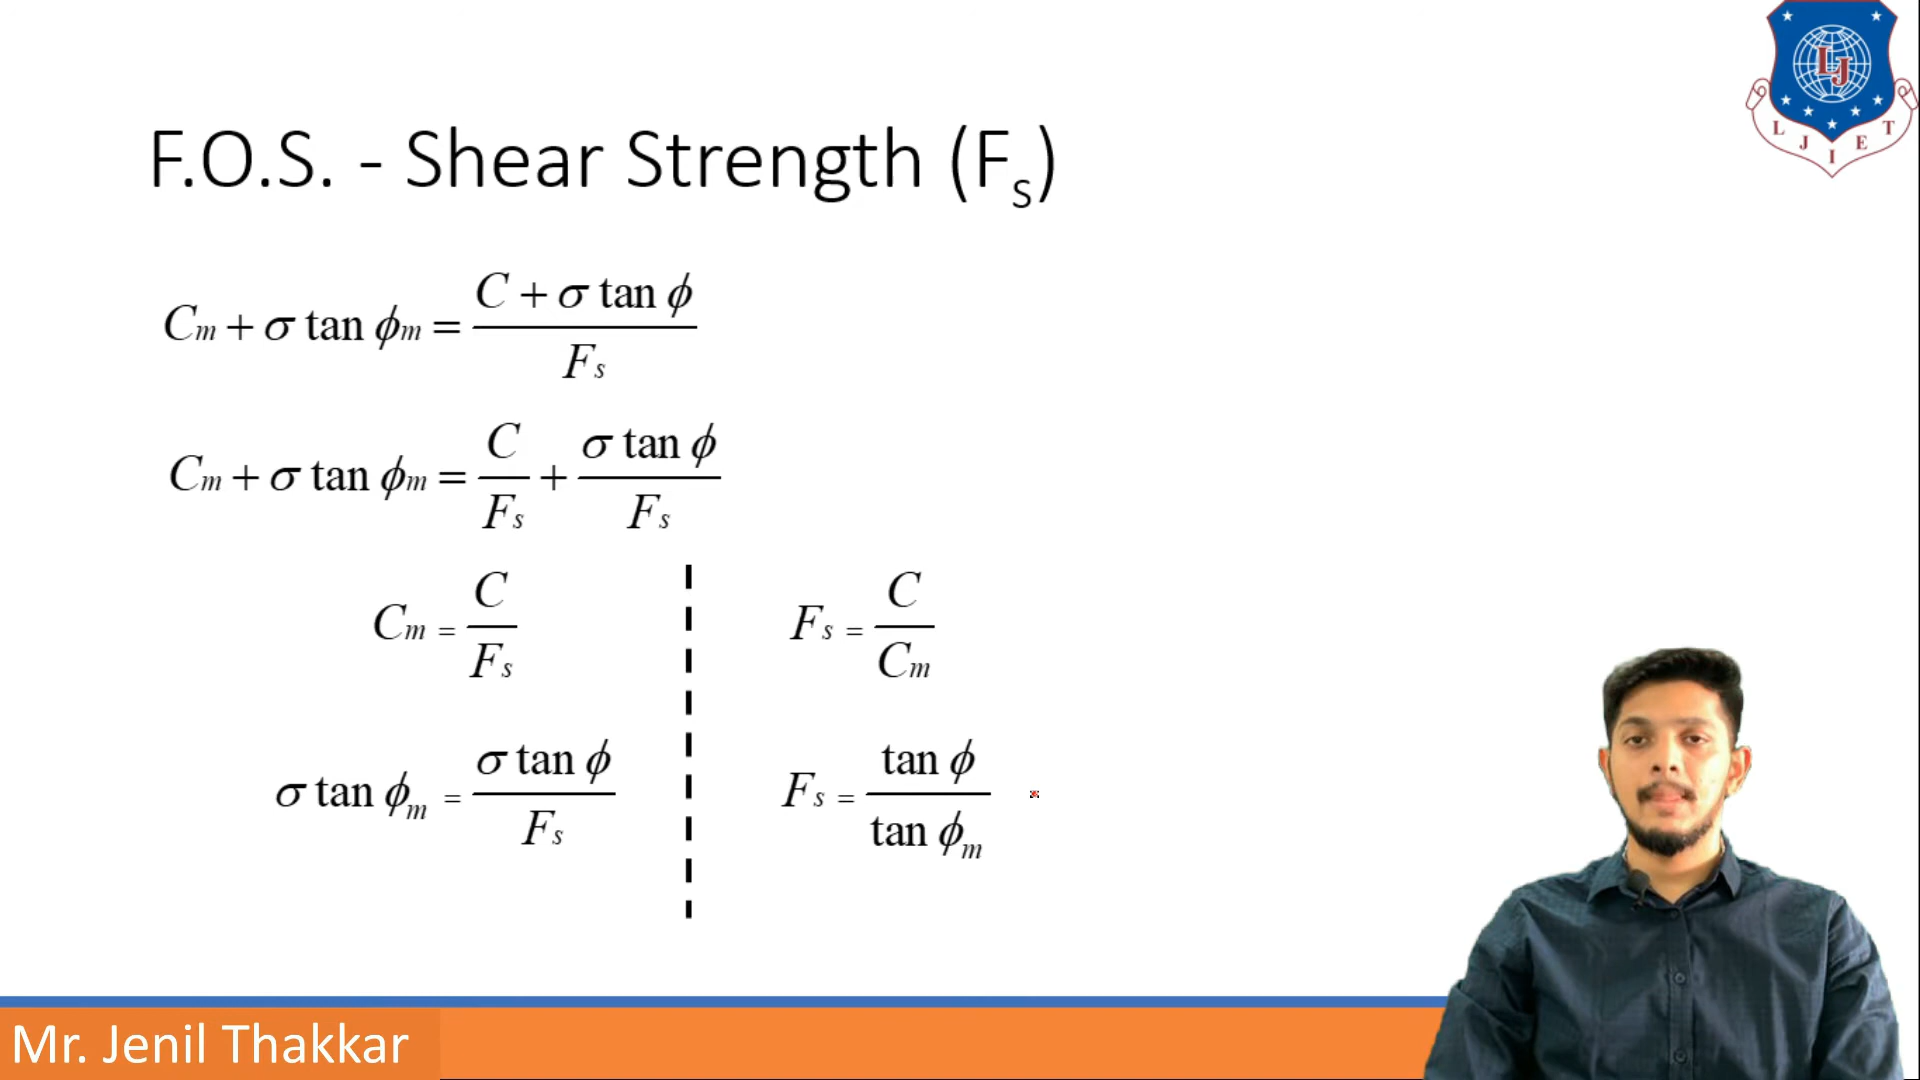 L J I E T
LJ
F.O.S. - Shear Strength (Fₛ)
Cₘ + σ tan ϕₘ = (C + σ tan ϕ) / Fₛ
Cₘ + σ tan ϕₘ = C / Fₛ + σ tan ϕ / Fₛ
Cₘ = C / Fₛ
Fₛ = C / Cₘ
σ tan ϕₘ = σ tan ϕ / Fₛ
Fₛ = tan ϕ / tan ϕₘ
Mr. Jenil Thakkar